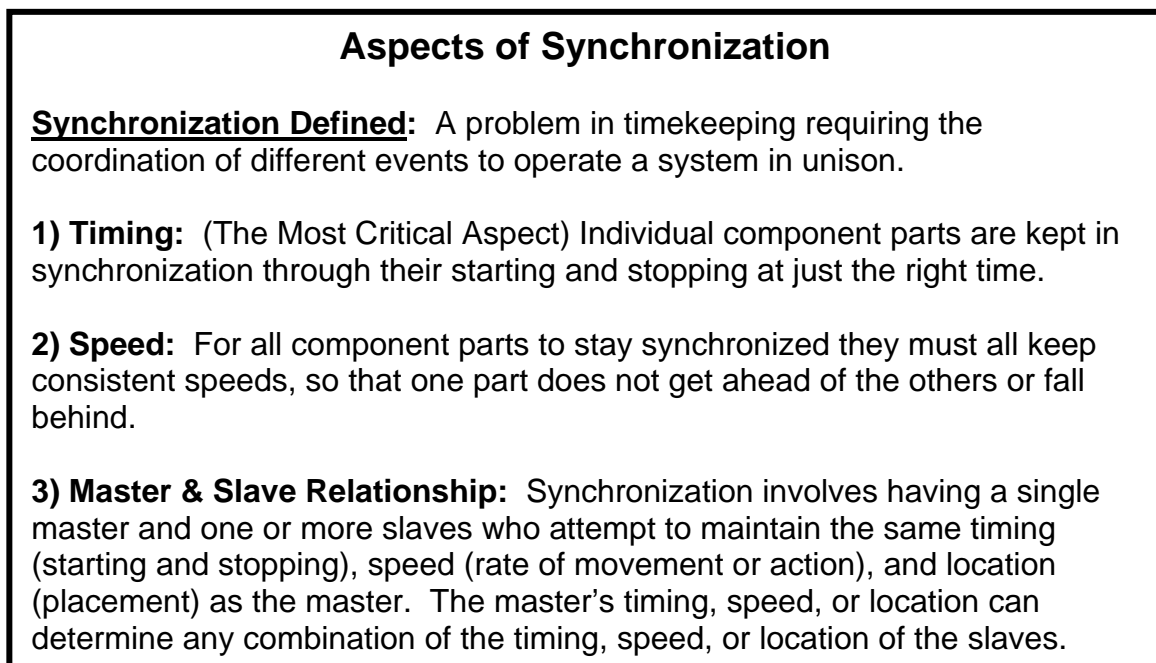 Aspects of Synchronization
Synchronization Defined: A problem in timekeeping requiring the
coordination of different events to operate a system in unison.
1) Timing: (The Most Critical Aspect) Individual component parts are kept in
synchronization through their starting and stopping at just the right time.
2) Speed: For all component parts to stay synchronized they must all keep
consistent speeds, so that one part does not get ahead of the others or fall
behind.
3) Master & Slave Relationship: Synchronization involves having a single
master and one or more slaves who attempt to maintain the same timing
(starting and stopping), speed (rate of movement or action), and location
(placement) as the master. The master’s timing, speed, or location can
determine any combination of the timing, speed, or location of the slaves.